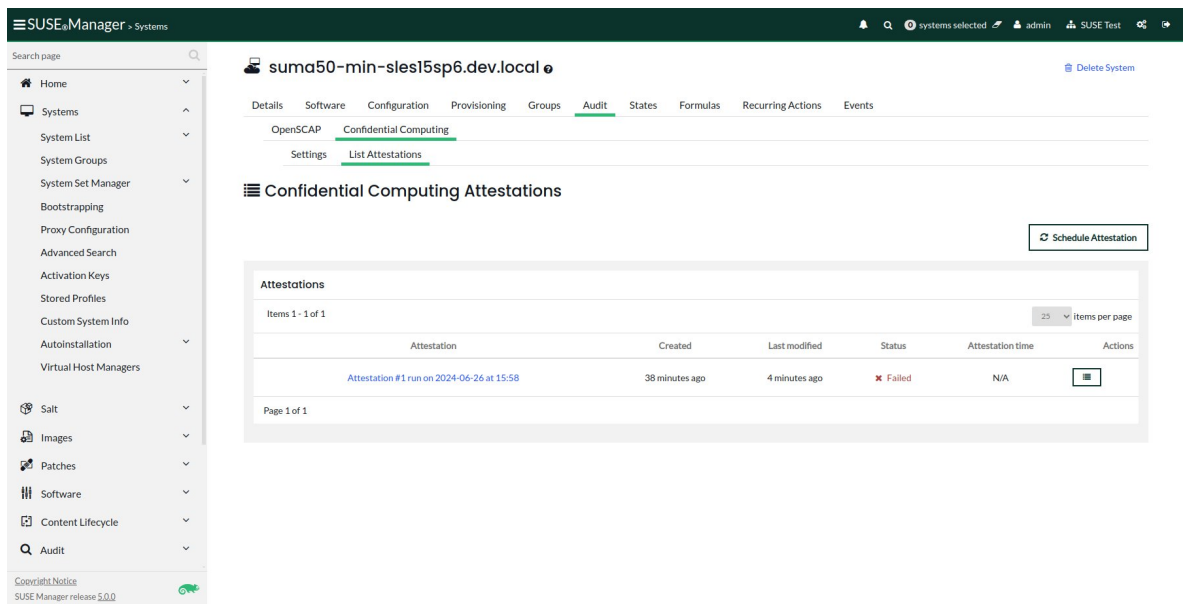 SUSE®Manager > Systems
0 systems selected admin SUSE Test
Search page
Home
Systems
System List
System Groups
System Set Manager
Bootstrapping
Proxy Configuration
Advanced Search
Activation Keys
Stored Profiles
Custom System Info
Autoinstallation
Virtual Host Managers
Salt
Images
Patches
Software
Content Lifecycle
Audit
Copyright Notice
SUSE Manager release 5.0.0
suma50-min-sles15sp6.dev.local ?
Delete System
Details Software Configuration Provisioning Groups Audit States Formulas Recurring Actions Events
OpenSCAP Confidential Computing
Settings List Attestations
Confidential Computing Attestations
Schedule Attestation
Attestations
Items 1 - 1 of 1
25 items per page
Attestation Created Last modified Status Attestation time Actions
Attestation #1 run on 2024-06-26 at 15:58 38 minutes ago 4 minutes ago Failed N/A
Page 1 of 1